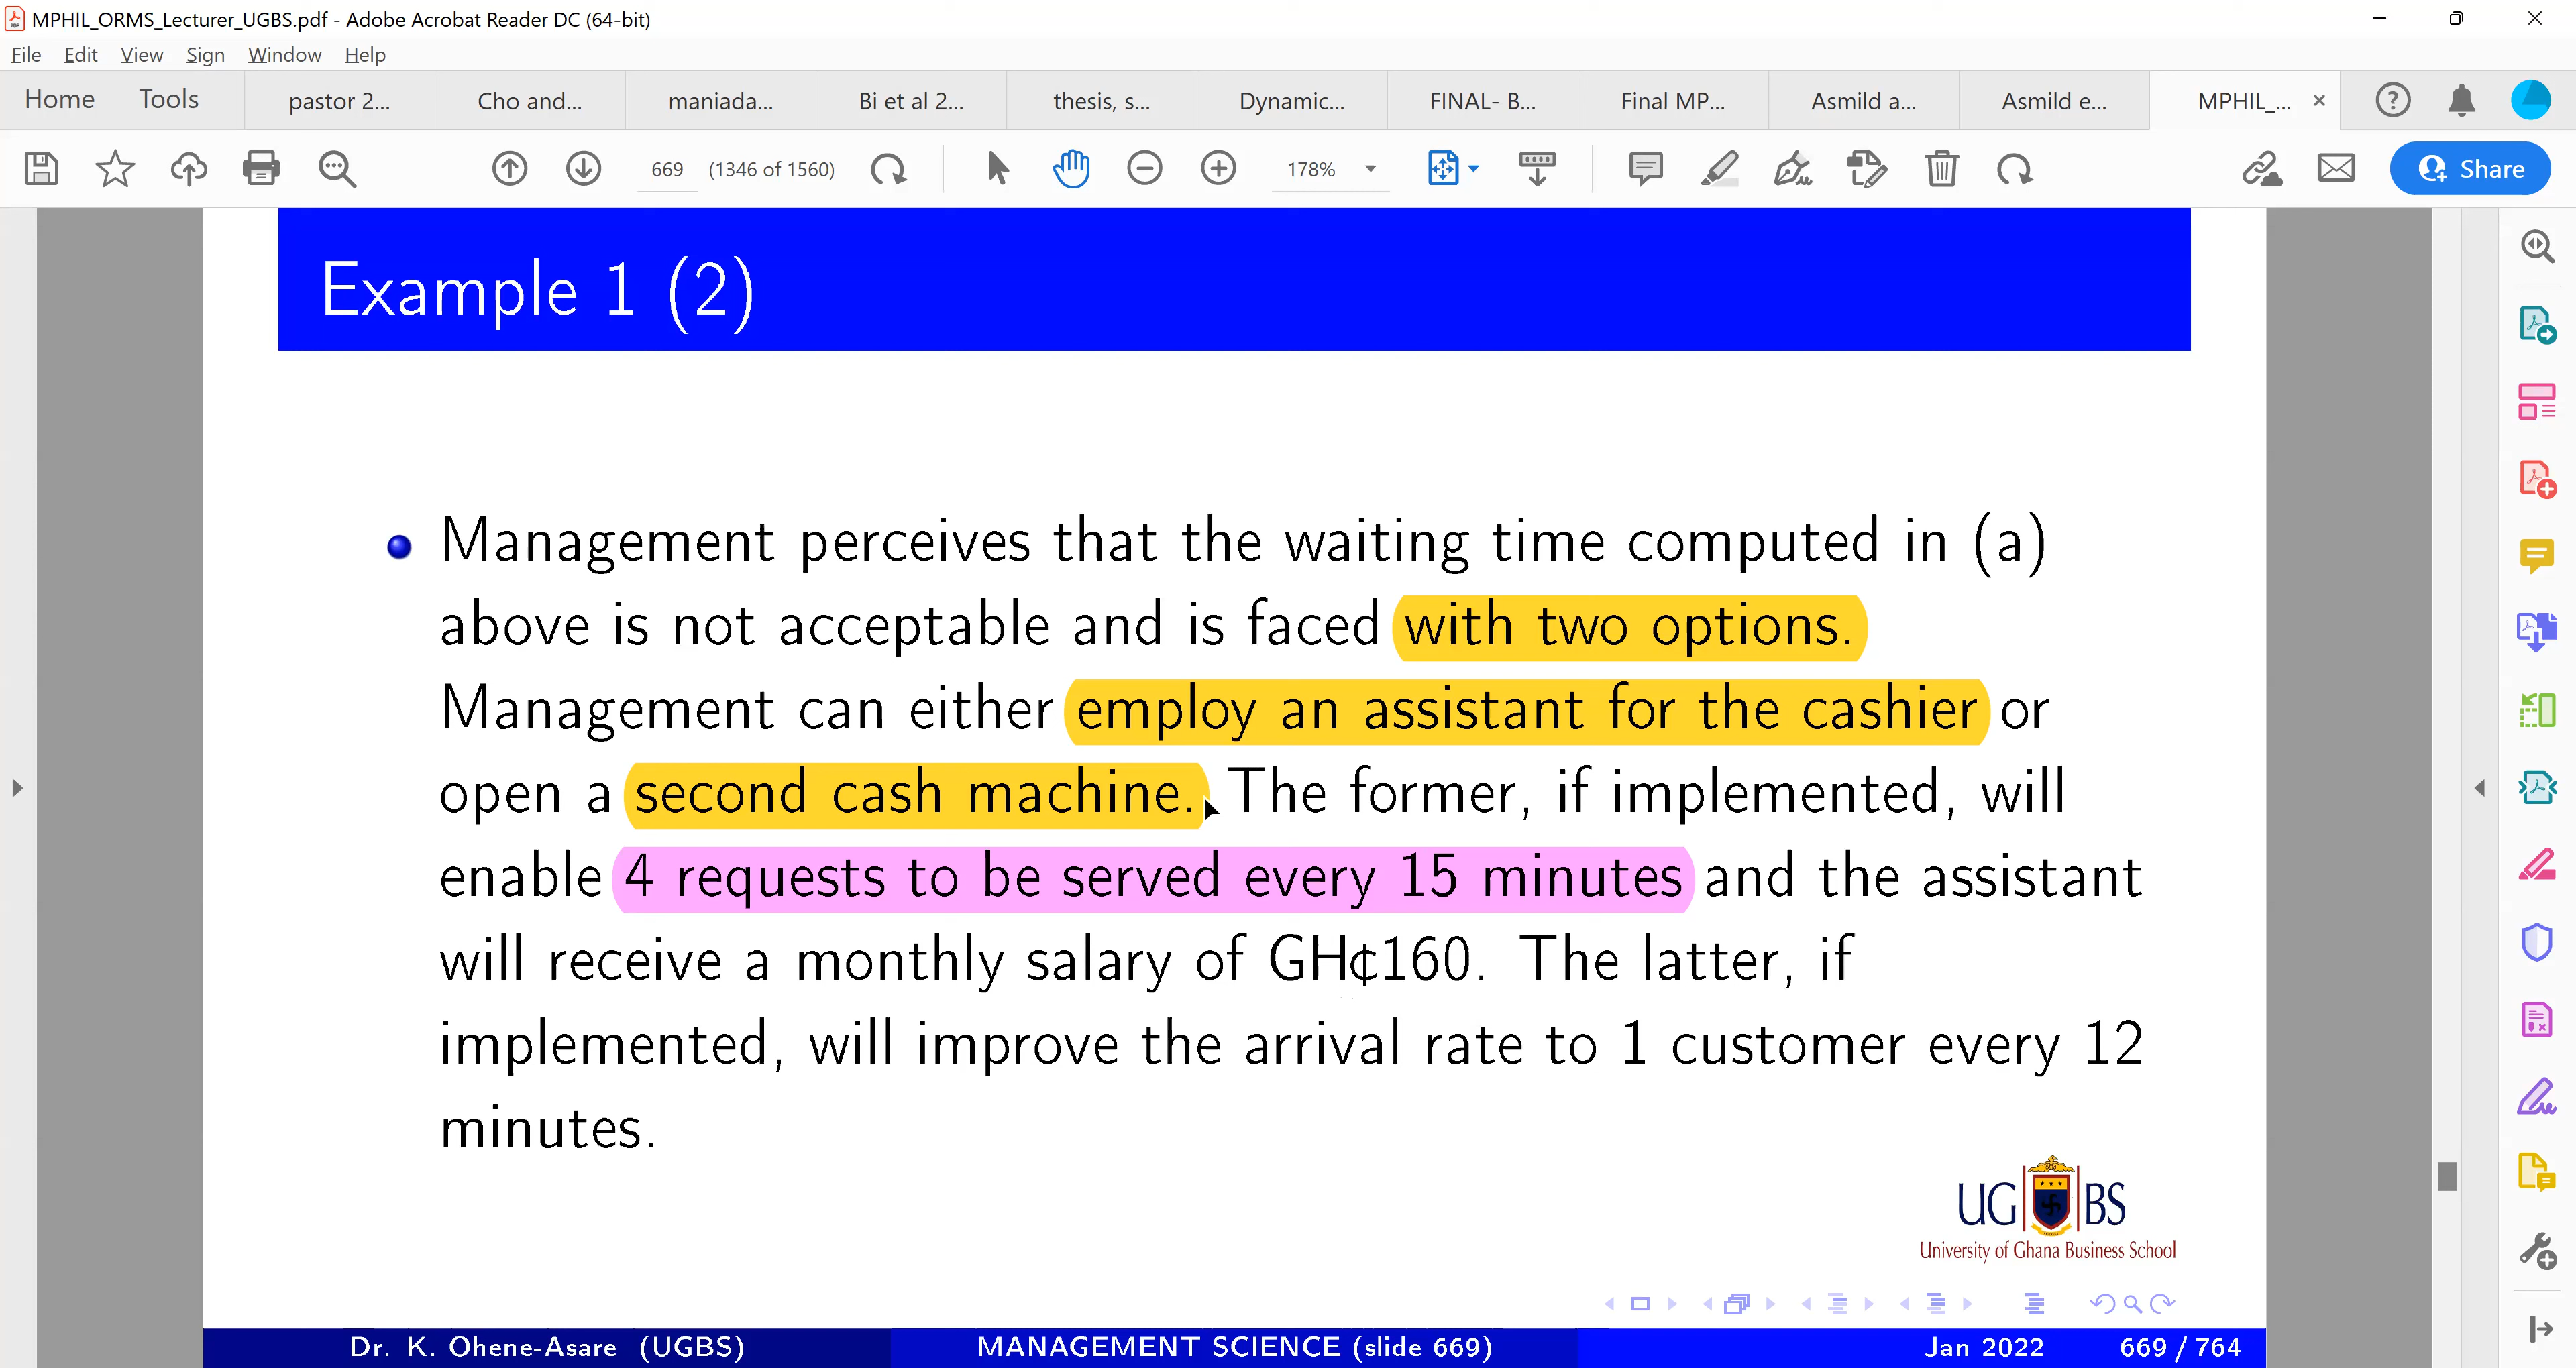 MPHIL_ORMS_Lecturer_UGBS.pdf - Adobe Acrobat Reader DC (64-bit)
File Edit View Sign Window Help
Home Tools pastor 2... Cho and... maniada... Bi et al 2... thesis, s... Dynamic... FINAL- B... Final MP... Asmild a... Asmild e... MPHIL_...
669 (1346 of 1560) 178% Share
Example 1 (2)
Management perceives that the waiting time computed in (a)
above is not acceptable and is faced with two options.
Management can either employ an assistant for the cashier or
open a second cash machine. The former, if implemented, will
enable 4 requests to be served every 15 minutes and the assistant
will receive a monthly salary of GH¢160. The latter, if
implemented, will improve the arrival rate to 1 customer every 12
minutes.
UG BS
University of Ghana Business School
Dr. K. Ohene-Asare (UGBS) MANAGEMENT SCIENCE (slide 669) Jan 2022 669 / 764